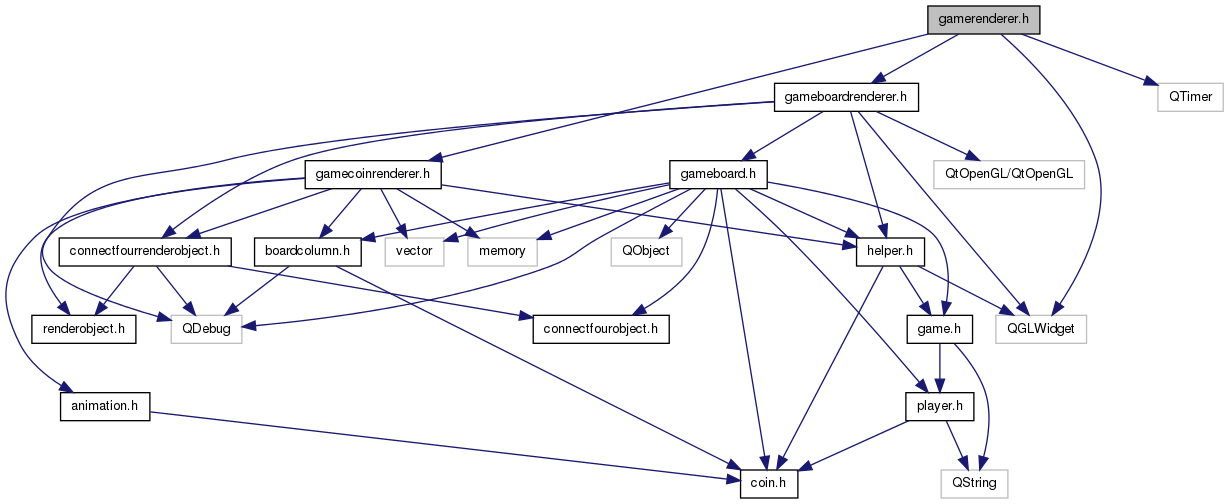 gamerenderer.h
gameboardrenderer.h
QTimer
gamecoinrenderer.h
gameboard.h
QtOpenGL/QtOpenGL
connectfourrenderobject.h
boardcolumn.h
vector
memory
QObject
helper.h
renderobject.h
QDebug
connectfourobject.h
game.h
QGLWidget
animation.h
player.h
coin.h
QString